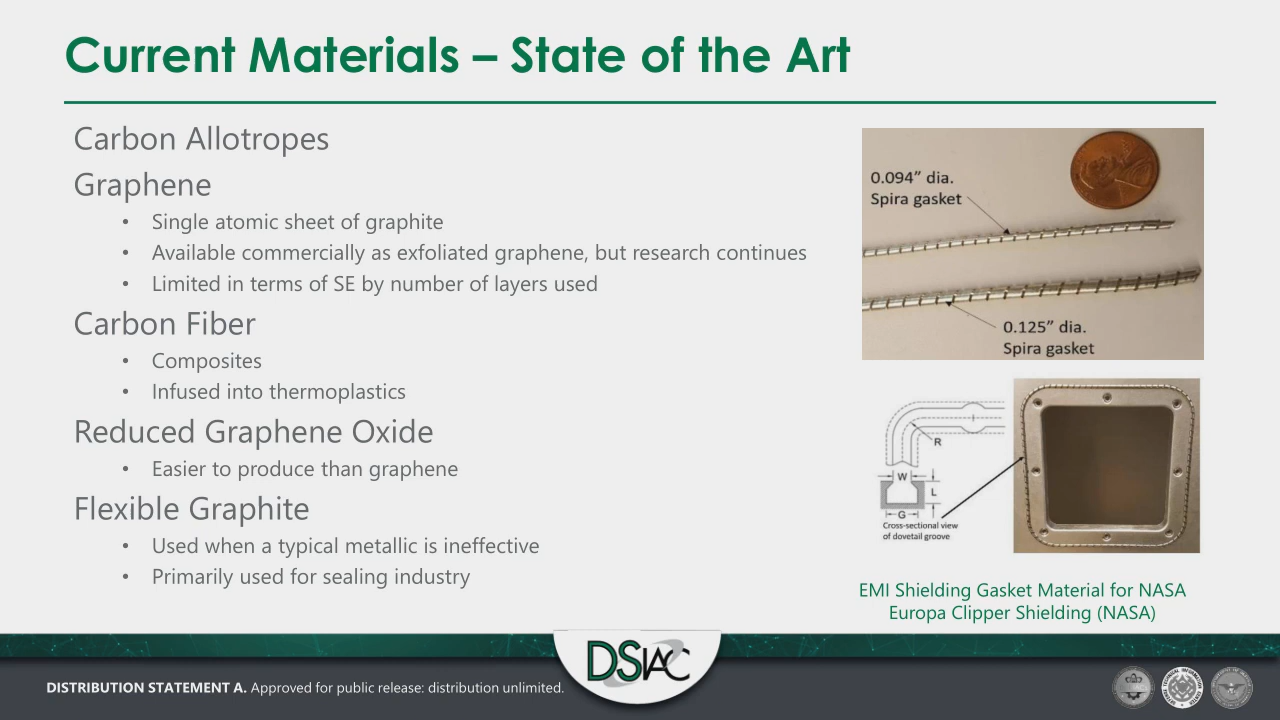 Current Materials – State of the Art
Carbon Allotropes
Graphene
• Single atomic sheet of graphite
• Available commercially as exfoliated graphene, but research continues
• Limited in terms of SE by number of layers used
Carbon Fiber
• Composites
• Infused into thermoplastics
Reduced Graphene Oxide
• Easier to produce than graphene
Flexible Graphite
• Used when a typical metallic is ineffective
• Primarily used for sealing industry
0.094” dia.
Spira gasket
0.125” dia.
Spira gasket
R
W
L
G
Cross-sectional view
of dovetail groove
EMI Shielding Gasket Material for NASA
Europa Clipper Shielding (NASA)
DISTRIBUTION STATEMENT A. Approved for public release: distribution unlimited.
DSIAC